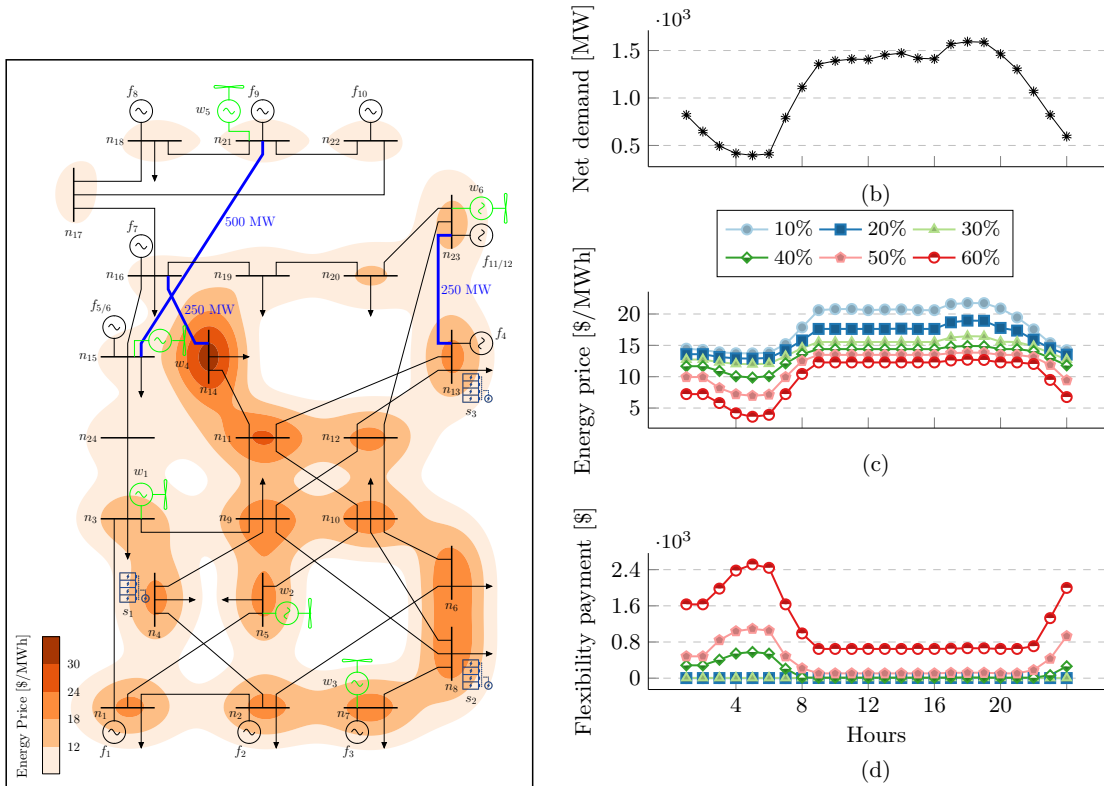 f8
f9
f10
w5
n18
n21
n22
n17
500 MW
w6
n23
f11/12
f7
n16
n19
n20
250 MW
250 MW
f5/6
n15
w4
n14
f4
n13
s3
n24
n11
n12
w1
n3
n9
n10
s1
n4
w2
n5
n6
n8
s2
w3
n1
n2
n7
f1
f2
f3
Energy Price [$/MWh]
30
24
18
12
Net demand [MW]
·10³
1.5
1.0
0.5
(b)
10% 20% 30%
40% 50% 60%
Energy price [$/MWh]
20
15
10
5
(c)
Flexibility payment [$]
·10³
2.4
1.6
0.8
0
4 8 12 16 20
Hours
(d)